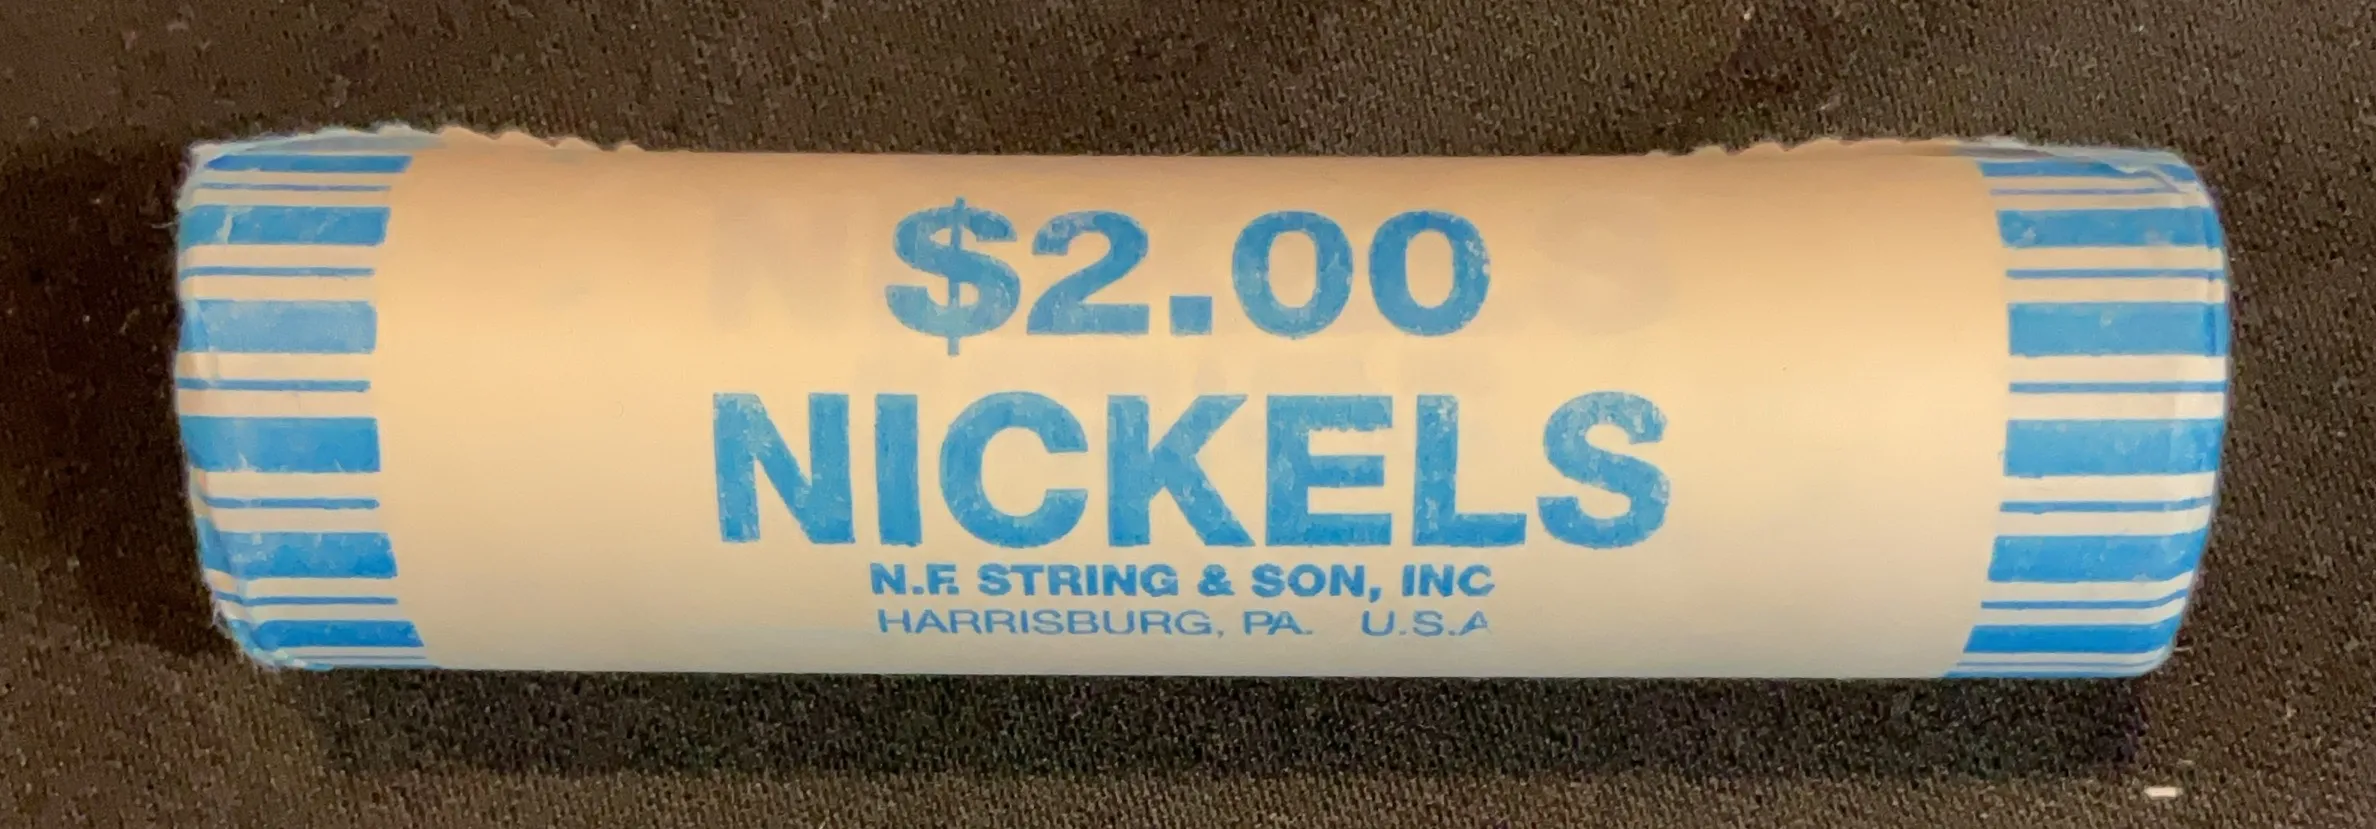 $2.00
NICKELS
N.F. STRING & SON, INC
HARRISBURG, PA. U.S.A